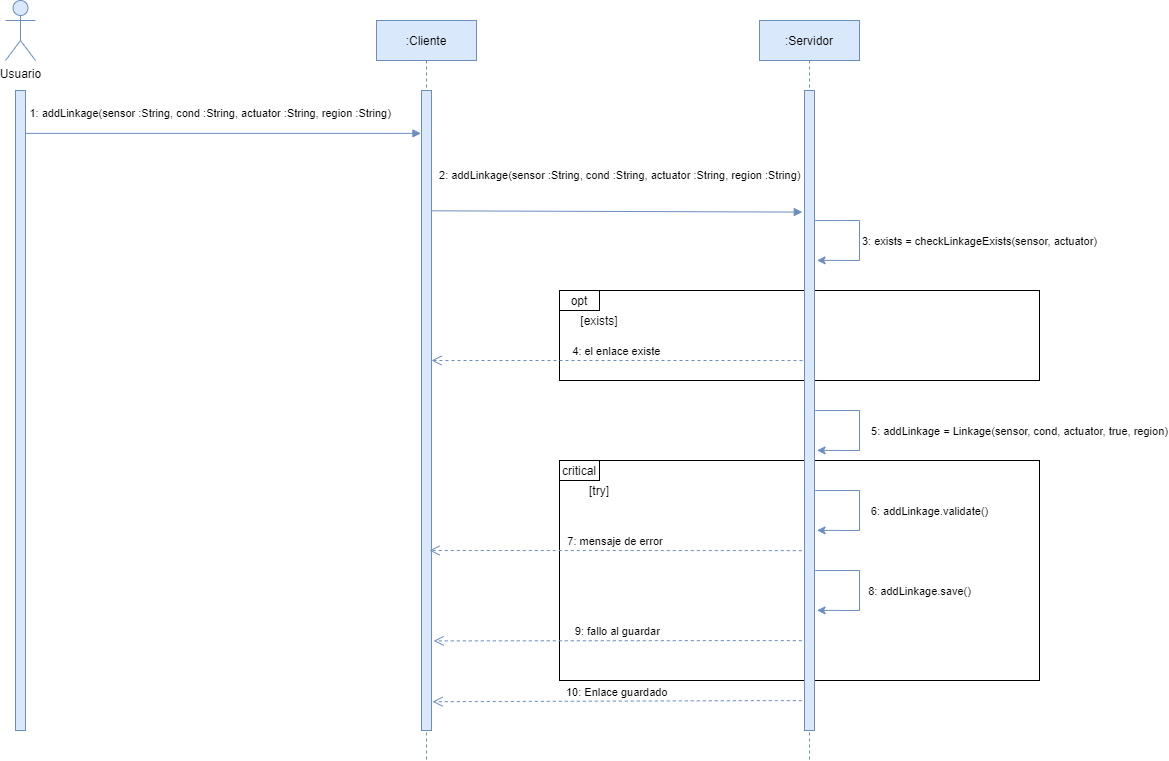 :Cliente
:Servidor
Usuario
1: addLinkage(sensor :String, cond :String, actuator :String, region :String)
2: addLinkage(sensor :String, cond :String, actuator :String, region :String)
3: exists = checkLinkageExists(sensor, actuator)
opt
[exists]
4: el enlace existe
5: addLinkage = Linkage(sensor, cond, actuator, true, region)
critical
[try]
6: addLinkage.validate()
7: mensaje de error
8: addLinkage.save()
9: fallo al guardar
10: Enlace guardado